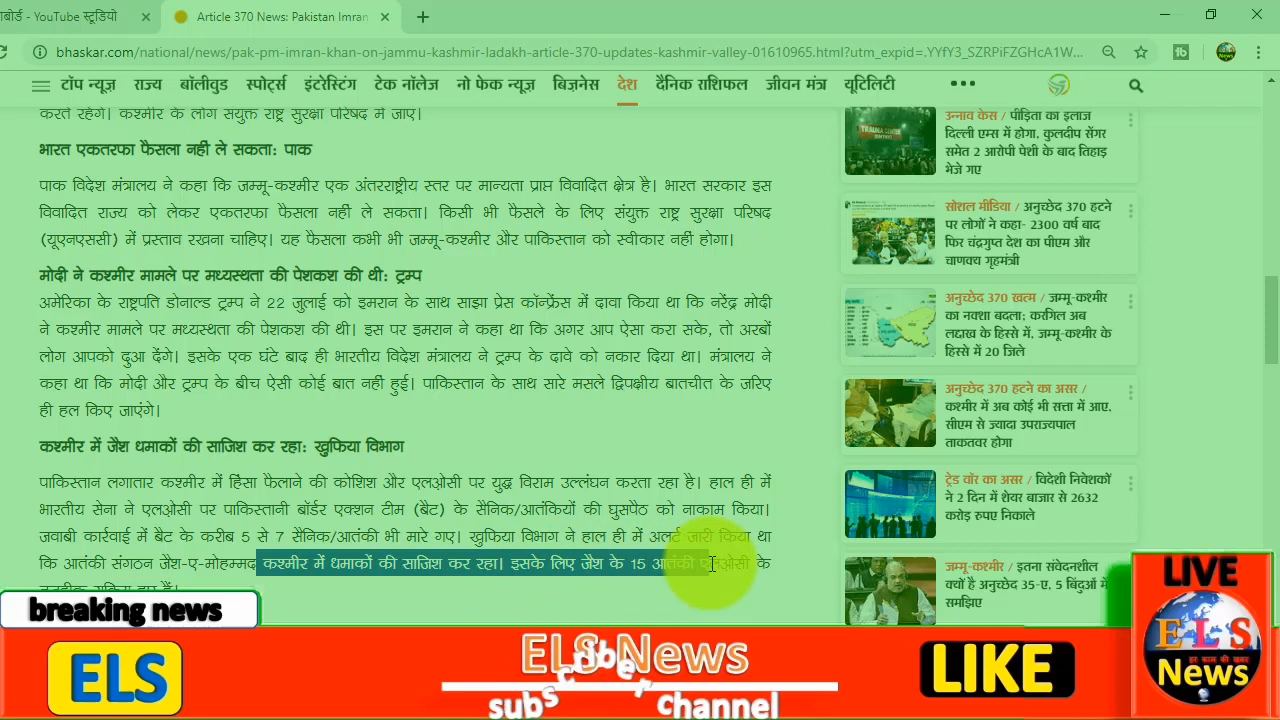 बोर्ड - YouTube स्टूडियो
Article 370 News: Pakistan Imran
bhaskar.com/national/news/pak-pm-imran-khan-on-jammu-kashmir-ladakh-article-370-updates-kashmir-valley-01610965.html?utm_expid=.YYfY3_SZRPiFZGHcA1W...
टॉप न्यूज़ राज्य बॉलीवुड स्पोर्ट्स इंटरेस्टिंग टेक नॉलेज नो फेक न्यूज़ बिज़नेस देश दैनिक राशिफल जीवन मंत्र यूटिलिटी
करते रहेंगे। कश्मीर के लोग संयुक्त राष्ट्र सुरक्षा परिषद में जाएं।
भारत एकतरफा फैसला नहीं ले सकता: पाक
पाक विदेश मंत्रालय ने कहा कि जम्मू-कश्मीर एक अंतरराष्ट्रीय स्तर पर मान्यता प्राप्त विवादित क्षेत्र है। भारत सरकार इस
विवादित राज्य को लेकर एकतरफा फैसला नहीं ले सकता। किसी भी फैसले के लिए संयुक्त राष्ट्र सुरक्षा परिषद
(यूएनएससी) में प्रस्ताव रखना चाहिए। यह फैसला कभी भी जम्मू-कश्मीर और पाकिस्तान को स्वीकार नहीं होगा।
मोदी ने कश्मीर मामले पर मध्यस्थता की पेशकश की थी: ट्रम्प
अमेरिका के राष्ट्रपति डोनाल्ड ट्रम्प ने 22 जुलाई को इमरान के साथ साझा प्रेस कॉन्फ्रेंस में दावा किया था कि नरेंद्र मोदी
ने कश्मीर मामले पर मध्यस्थता की पेशकश की थी। इस पर इमरान ने कहा था कि अगर आप ऐसा करा सके, तो अरबों
लोग आपको दुआ देंगे। इसके एक घंटे बाद ही भारतीय विदेश मंत्रालय ने ट्रम्प के दावे को नकार दिया था। मंत्रालय ने
कहा था कि मोदी और ट्रम्प के बीच ऐसी कोई बात नहीं हुई। पाकिस्तान के साथ सारे मसले द्विपक्षीय बातचीत के जरिए
ही हल किए जाएंगे।
कश्मीर में जैश धमाकों की साजिश कर रहा: खुफिया विभाग
पाकिस्तान लगातार कश्मीर में हिंसा फैलाने की कोशिश और एलओसी पर युद्ध विराम उल्लंघन करता रहा है। हाल ही में
भारतीय सेना ने एलओसी पर पाकिस्तानी बॉर्डर एक्शन टीम (बैट) के सैनिक/आतंकियों की घुसपैठ को नाकाम किया।
जवाबी कार्रवाई में बैट के करीब 5 से 7 सैनिक/आतंकी भी मारे गए। खुफिया विभाग ने हाल ही में अलर्ट जारी किया था
कि आतंकी संगठन जैश-ए-मोहम्मद कश्मीर में धमाकों की साजिश कर रहा। इसके लिए जैश के 15 आतंकी एलओसी के
उन्नाव केस / पीड़िता का इलाज
दिल्ली एम्स में होगा, कुलदीप सेंगर
समेत 2 आरोपी पेशी के बाद तिहाड़
भेजे गए
सोशल मीडिया / अनुच्छेद 370 हटने
पर लोगों ने कहा- 2300 वर्ष बाद
फिर चंद्रगुप्त देश का पीएम और
चाणक्य गृहमंत्री
अनुच्छेद 370 खत्म / जम्मू-कश्मीर
का नक्शा बदला; करगिल अब
लद्दाख के हिस्से में, जम्मू-कश्मीर के
हिस्से में 20 जिले
अनुच्छेद 370 हटने का असर /
कश्मीर में अब कोई भी सत्ता में आए,
सीएम से ज्यादा उपराज्यपाल
ताकतवर होगा
ट्रेड वॉर का असर / विदेशी निवेशकों
ने 2 दिन में शेयर बाजार से 2632
करोड़ रुपए निकाले
जम्मू-कश्मीर / इतना संवेदनशील
क्यों है अनुच्छेद 35-ए, 5 बिंदुओं में
समझिए
TRAUMA CENTER
breaking news
ELS
ELS News
subscriber channel
LIKE
LIVE
ELS
हर काम की खबर
News